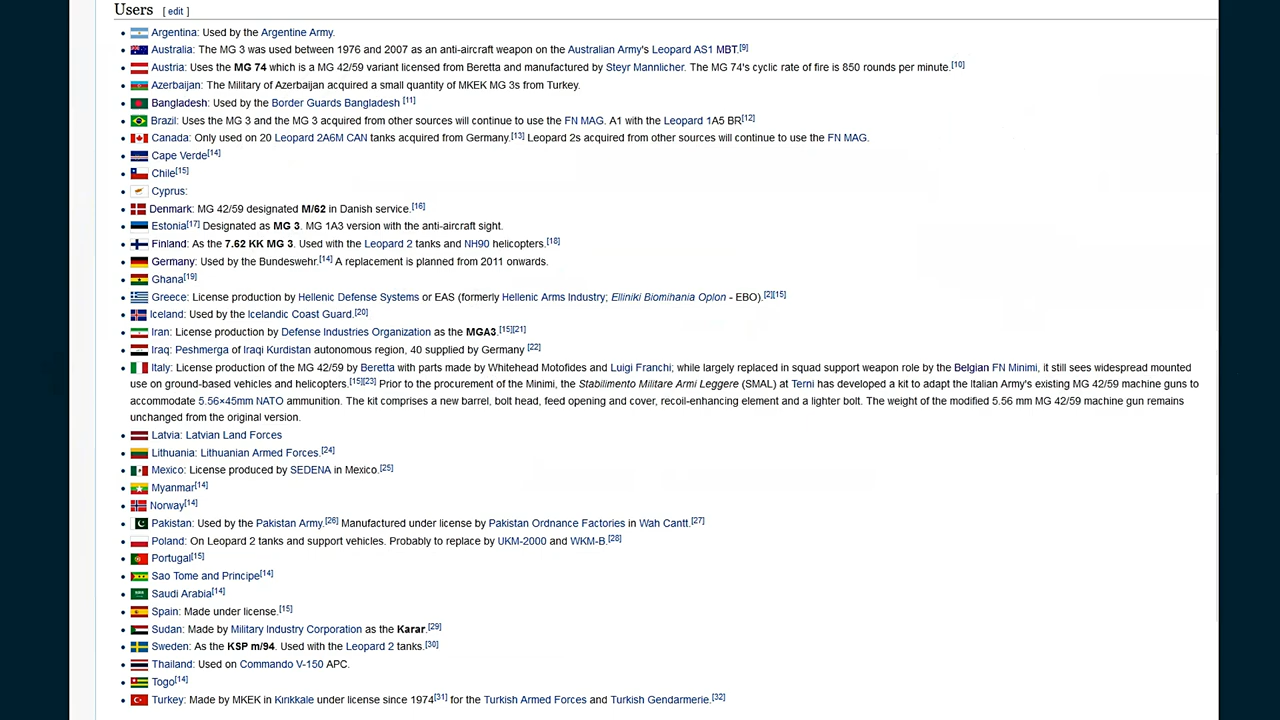 Users [ edit ]
Argentina: Used by the Argentine Army.
Australia: The MG 3 was used between 1976 and 2007 as an anti-aircraft weapon on the Australian Army's Leopard AS1 MBT.[9]
Austria: Uses the MG 74 which is a MG 42/59 variant licensed from Beretta and manufactured by Steyr Mannlicher. The MG 74's cyclic rate of fire is 850 rounds per minute.[10]
Azerbaijan: The Military of Azerbaijan acquired a small quantity of MKEK MG 3s from Turkey.
Bangladesh: Used by the Border Guards Bangladesh [11]
Brazil: Uses the MG 3 and the MG 3 acquired from other sources will continue to use the FN MAG. A1 with the Leopard 1A5 BR[12]
Canada: Only used on 20 Leopard 2A6M CAN tanks acquired from Germany.[13] Leopard 2s acquired from other sources will continue to use the FN MAG.
Cape Verde[14]
Chile[15]
Cyprus:
Denmark: MG 42/59 designated M/62 in Danish service.[16]
Estonia[17] Designated as MG 3. MG 1A3 version with the anti-aircraft sight.
Finland: As the 7.62 KK MG 3. Used with the Leopard 2 tanks and NH90 helicopters.[18]
Germany: Used by the Bundeswehr.[14] A replacement is planned from 2011 onwards.
Ghana[19]
Greece: License production by Hellenic Defense Systems or EAS (formerly Hellenic Arms Industry; Elliniki Biomihania Oplon - EBO).[2][15]
Iceland: Used by the Icelandic Coast Guard.[20]
Iran: License production by Defense Industries Organization as the MGA3.[15][21]
Iraq: Peshmerga of Iraqi Kurdistan autonomous region, 40 supplied by Germany [22]
Italy: License production of the MG 42/59 by Beretta with parts made by Whitehead Motofides and Luigi Franchi; while largely replaced in squad support weapon role by the Belgian FN Minimi, it still sees widespread mounted
use on ground-based vehicles and helicopters.[15][23] Prior to the procurement of the Minimi, the Stabilimento Militare Armi Leggere (SMAL) at Terni has developed a kit to adapt the Italian Army's existing MG 42/59 machine guns to
accommodate 5.56×45mm NATO ammunition. The kit comprises a new barrel, bolt head, feed opening and cover, recoil-enhancing element and a lighter bolt. The weight of the modified 5.56 mm MG 42/59 machine gun remains
unchanged from the original version.
Latvia: Latvian Land Forces
Lithuania: Lithuanian Armed Forces.[24]
Mexico: License produced by SEDENA in Mexico.[25]
Myanmar[14]
Norway[14]
Pakistan: Used by the Pakistan Army.[26] Manufactured under license by Pakistan Ordnance Factories in Wah Cantt.[27]
Poland: On Leopard 2 tanks and support vehicles. Probably to replace by UKM-2000 and WKM-B.[28]
Portugal[15]
Sao Tome and Principe[14]
Saudi Arabia[14]
Spain: Made under license.[15]
Sudan: Made by Military Industry Corporation as the Karar.[29]
Sweden: As the KSP m/94. Used with the Leopard 2 tanks.[30]
Thailand: Used on Commando V-150 APC.
Togo[14]
Turkey: Made by MKEK in Kırıkkale under license since 1974[31] for the Turkish Armed Forces and Turkish Gendarmerie.[32]